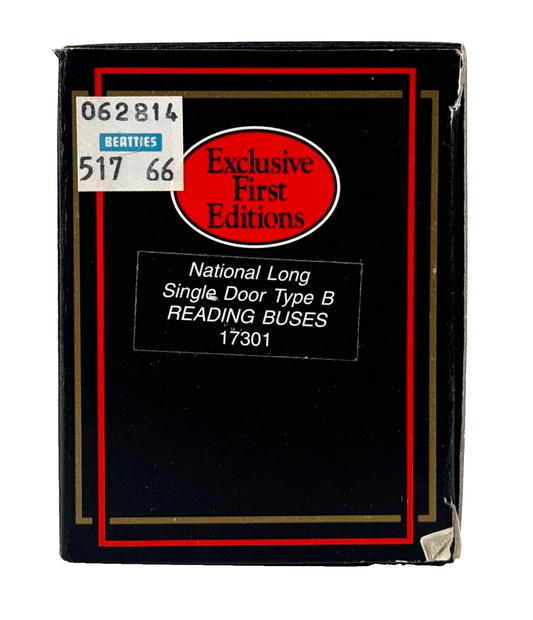 062814
BEATTIES
517 66
Exclusive
First
Editions
National Long
Single Door Type B
READING BUSES
17301